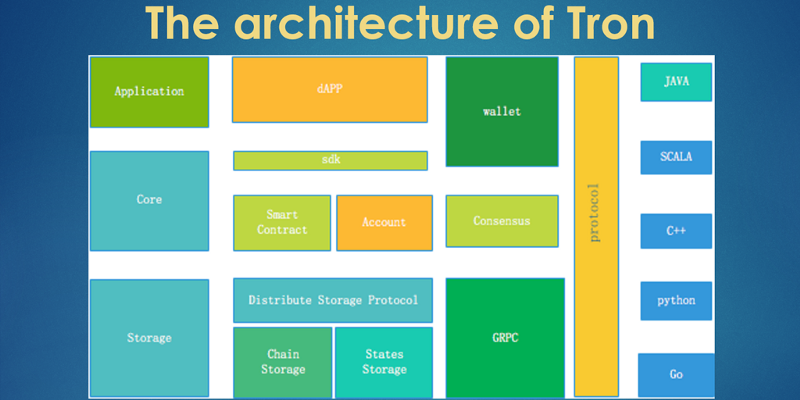 The architecture of Tron
Application
dAPP
wallet
protocol
JAVA
sdk
SCALA
Core
Smart
Contract
Account
Consensus
C++
Distribute Storage Protocol
python
Storage
Chain
Storage
States
Storage
GRPC
Go